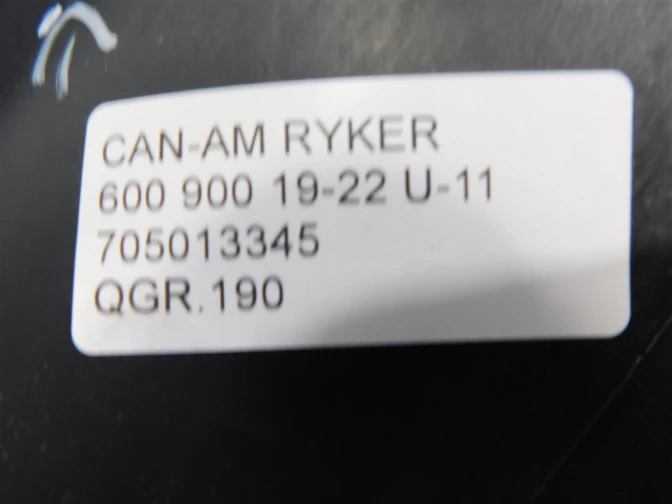 CAN-AM RYKER
600 900 19-22 U-11
705013345
QGR.190